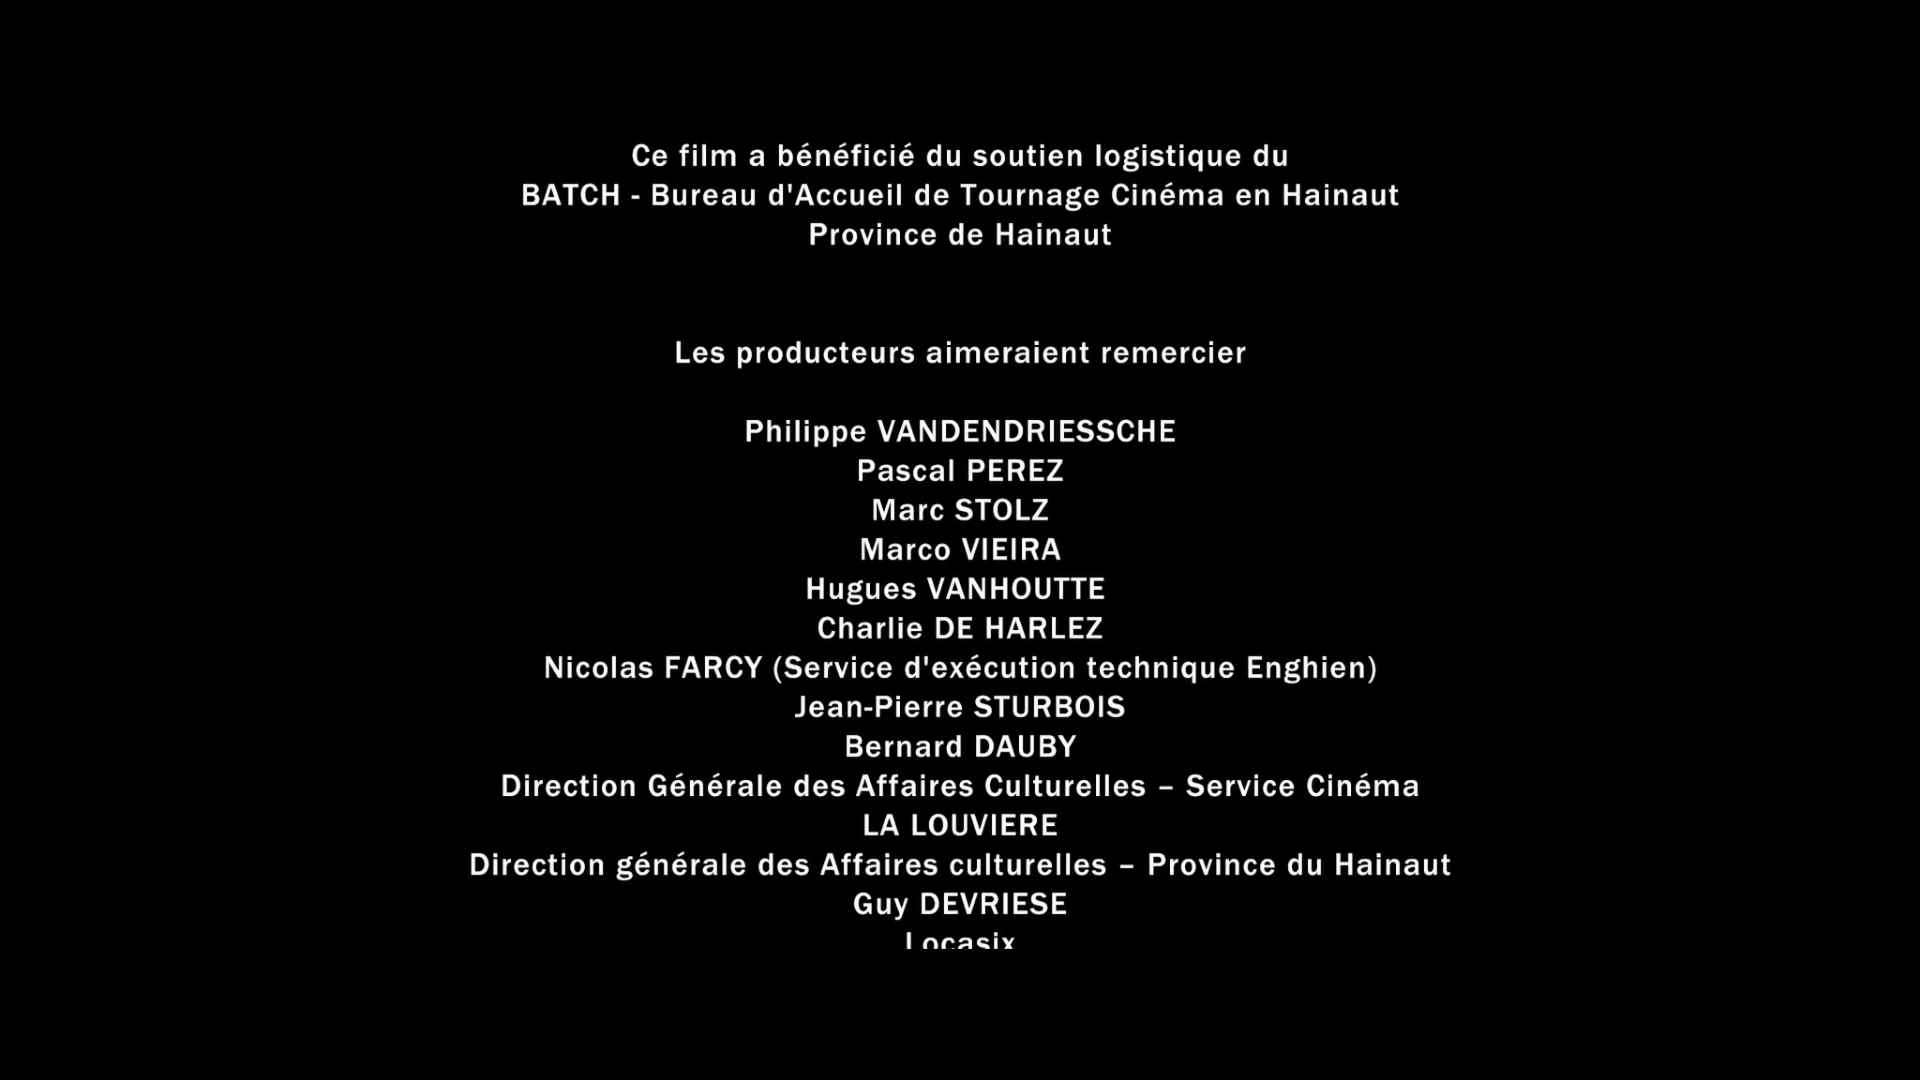 Ce film a bénéficié du soutien logistique du
BATCH - Bureau d'Accueil de Tournage Cinéma en Hainaut
Province de Hainaut
Les producteurs aimeraient remercier
Philippe VANDENDRIESSCHE
Pascal PEREZ
Marc STOLZ
Marco VIEIRA
Hugues VANHOUTTE
Charlie DE HARLEZ
Nicolas FARCY (Service d'exécution technique Enghien)
Jean-Pierre STURBOIS
Bernard DAUBY
Direction Générale des Affaires Culturelles – Service Cinéma
LA LOUVIERE
Direction générale des Affaires culturelles – Province du Hainaut
Guy DEVRIESE
Locasix